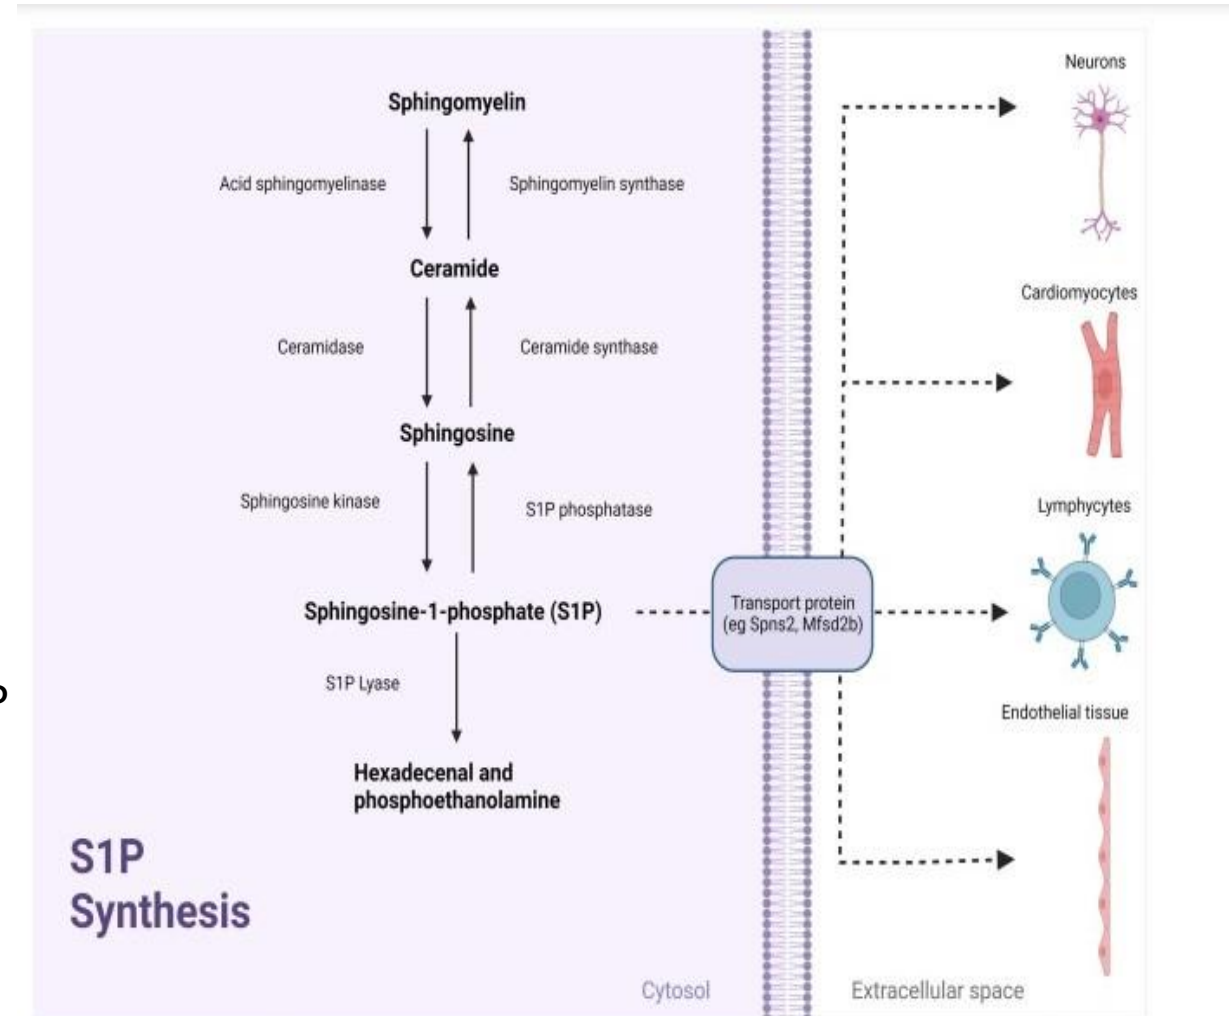 Neurons
Sphingomyelin
Acid sphingomyelinase
Sphingomyelin synthase
Ceramide
Cardiomyocytes
Ceramidase
Ceramide synthase
Sphingosine
Sphingosine kinase
S1P phosphatase
Lymphycytes
Sphingosine-1-phosphate (S1P)
Transport protein
(eg Spns2, Mfsd2b)
S1P Lyase
Endothelial tissue
Hexadecenal and
phosphoethanolamine
S1P
Synthesis
Cytosol
Extracellular space